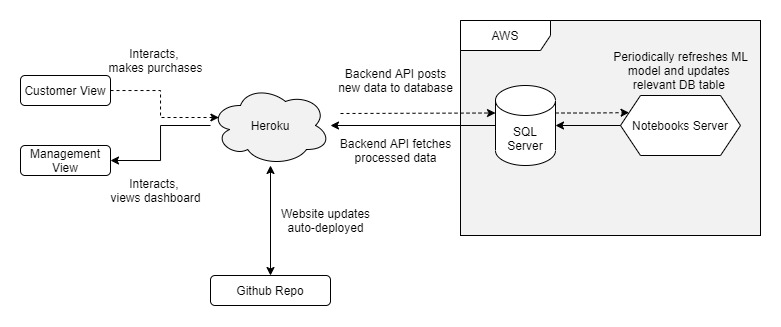 AWS
Interacts,
makes purchases
Customer View
Backend API posts
new data to database
Periodically refreshes ML
model and updates
relevant DB table
Heroku
SQL
Server
Notebooks Server
Management
View
Backend API fetches
processed data
Interacts,
views dashboard
Website updates
auto-deployed
Github Repo